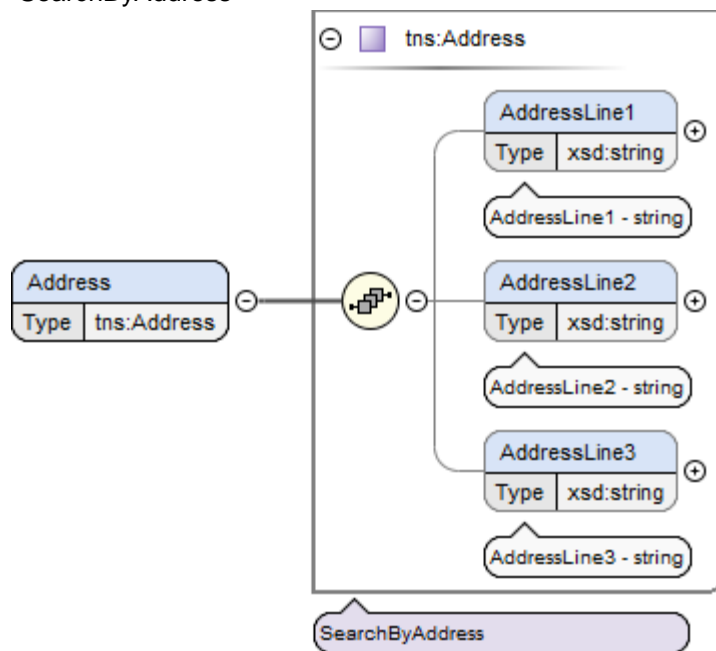 SearchByAddress
tns:Address
AddressLine1
Type xsd:string
AddressLine1 - string
Address
Type tns:Address
AddressLine2
Type xsd:string
AddressLine2 - string
AddressLine3
Type xsd:string
AddressLine3 - string
SearchByAddress